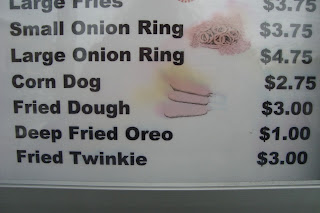 Large Fries $3.75
Small Onion Ring $3.75
Large Onion Ring $4.75
Corn Dog $2.75
Fried Dough $3.00
Deep Fried Oreo $1.00
Fried Twinkie $3.00